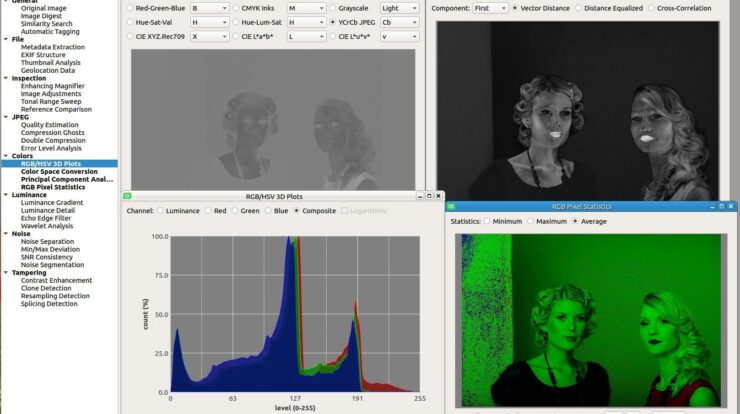 General
Original Image
Image Digest
Similarity Search
Automatic Tagging
File
Metadata Extraction
EXIF Structure
Thumbnail Analysis
Geolocation Data
Inspection
Enhancing Magnifier
Image Adjustments
Tonal Range Sweep
Reference Comparison
JPEG
Quality Estimation
Compression Ghosts
Double Compression
Error Level Analysis
Colors
RGB/HSV 3D Plots
Color Space Conversion
Principal Component Anal...
RGB Pixel Statistics
Luminance
Luminance Gradient
Luminance Detail
Echo Edge Filter
Wavelet Analysis
Noise
Noise Separation
Min/Max Deviation
SNR Consistency
Noise Segmentation
Tampering
Contrast Enhancement
Clone Detection
Resampling Detection
Splicing Detection
Red-Green-Blue B CMYK Inks M Grayscale Light
Hue-Sat-Val H Hue-Lum-Sat H YCrCb JPEG Cb
CIE XYZ.Rec709 X CIE L*a*b* L CIE L*u*v* v
Component: First Vector Distance Distance Equalized Cross-Correlation
RGB/HSV 3D Plots
Channel: Luminance Red Green Blue Composite Logarithmic
100.0
75.0
50.0
25.0
0.0
count (%)
0 63 127 191 255
level (0-255)
RGB Pixel Statistics
Statistics: Minimum Maximum Average